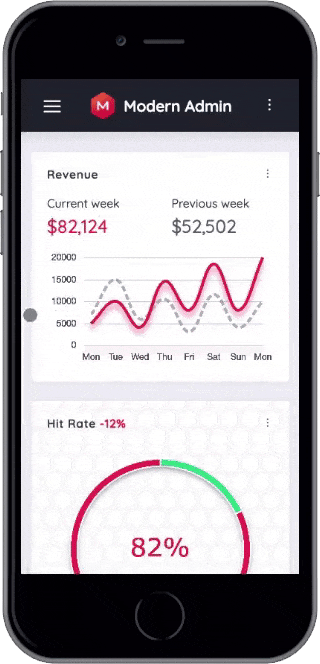 M Modern Admin
Revenue
Current week Previous week
$82,124 $52,502
20000
15000
10000
5000
0
Mon Tue Wed Thu Fri Sat Sun Mon
Hit Rate -12%
82%